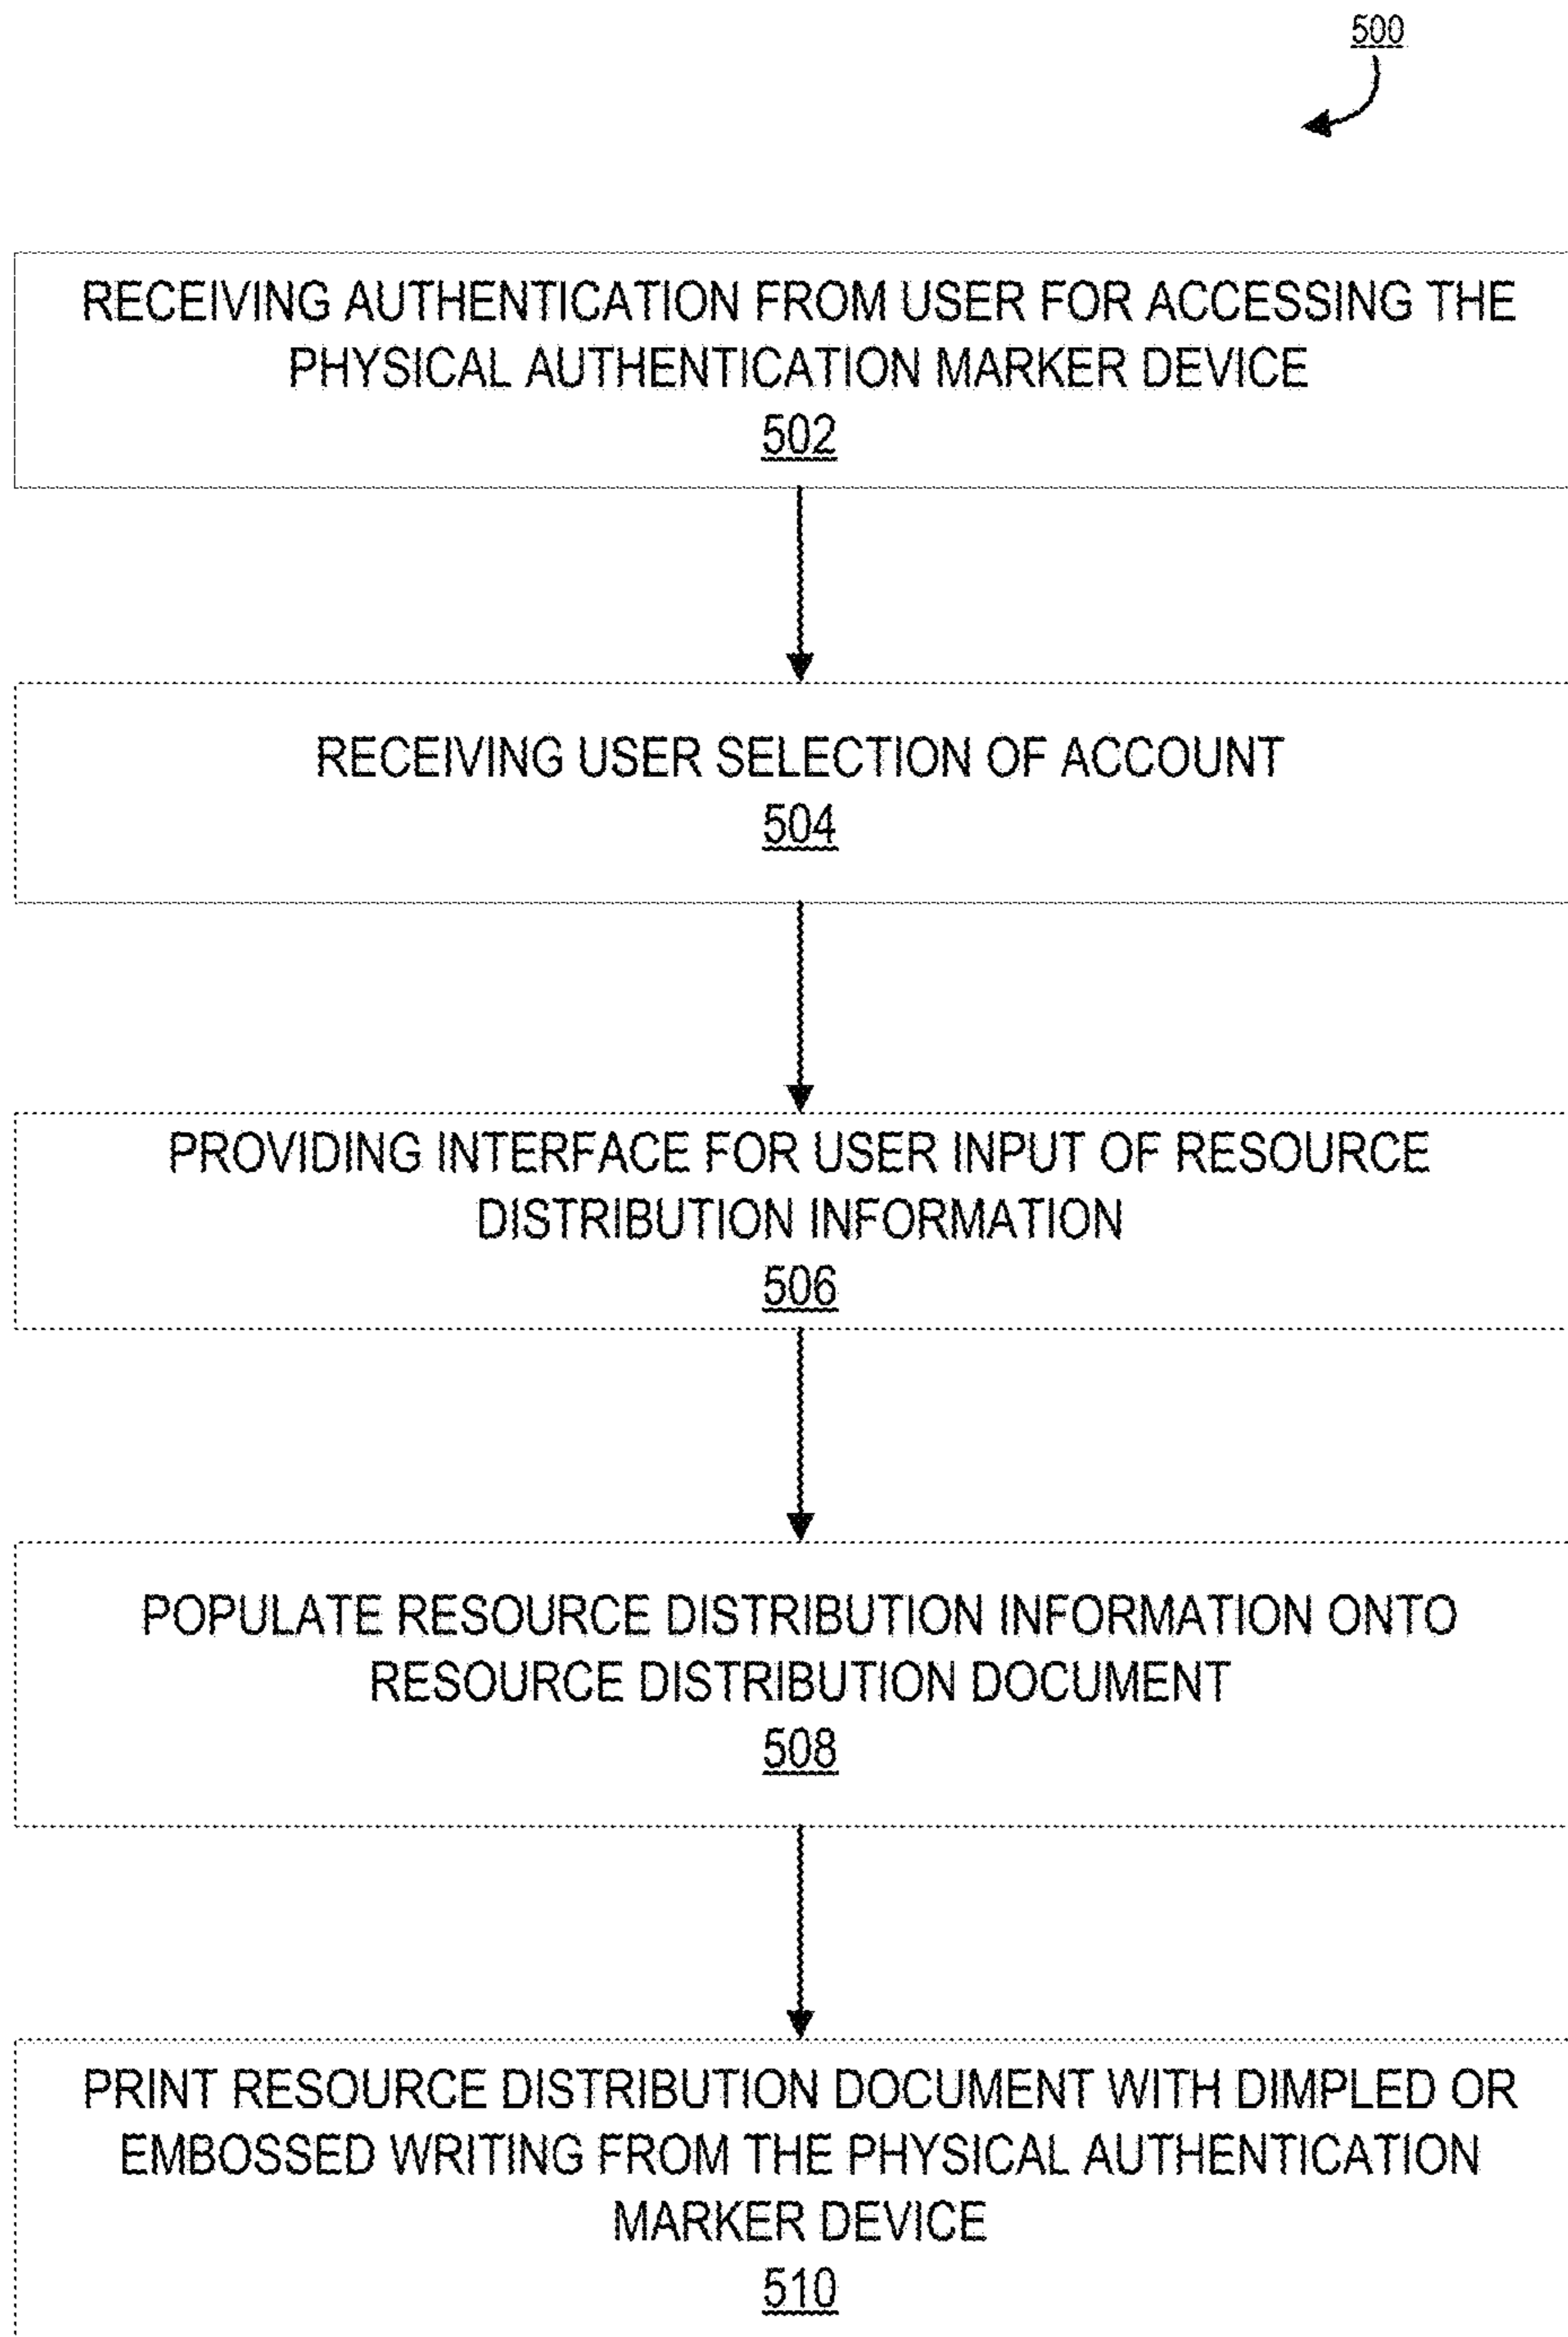 500
RECEIVING AUTHENTICATION FROM USER FOR ACCESSING THE
PHYSICAL AUTHENTICATION MARKER DEVICE
502
RECEIVING USER SELECTION OF ACCOUNT
504
PROVIDING INTERFACE FOR USER INPUT OF RESOURCE
DISTRIBUTION INFORMATION
506
POPULATE RESOURCE DISTRIBUTION INFORMATION ONTO
RESOURCE DISTRIBUTION DOCUMENT
508
PRINT RESOURCE DISTRIBUTION DOCUMENT WITH DIMPLED OR
EMBOSSED WRITING FROM THE PHYSICAL AUTHENTICATION
MARKER DEVICE
510